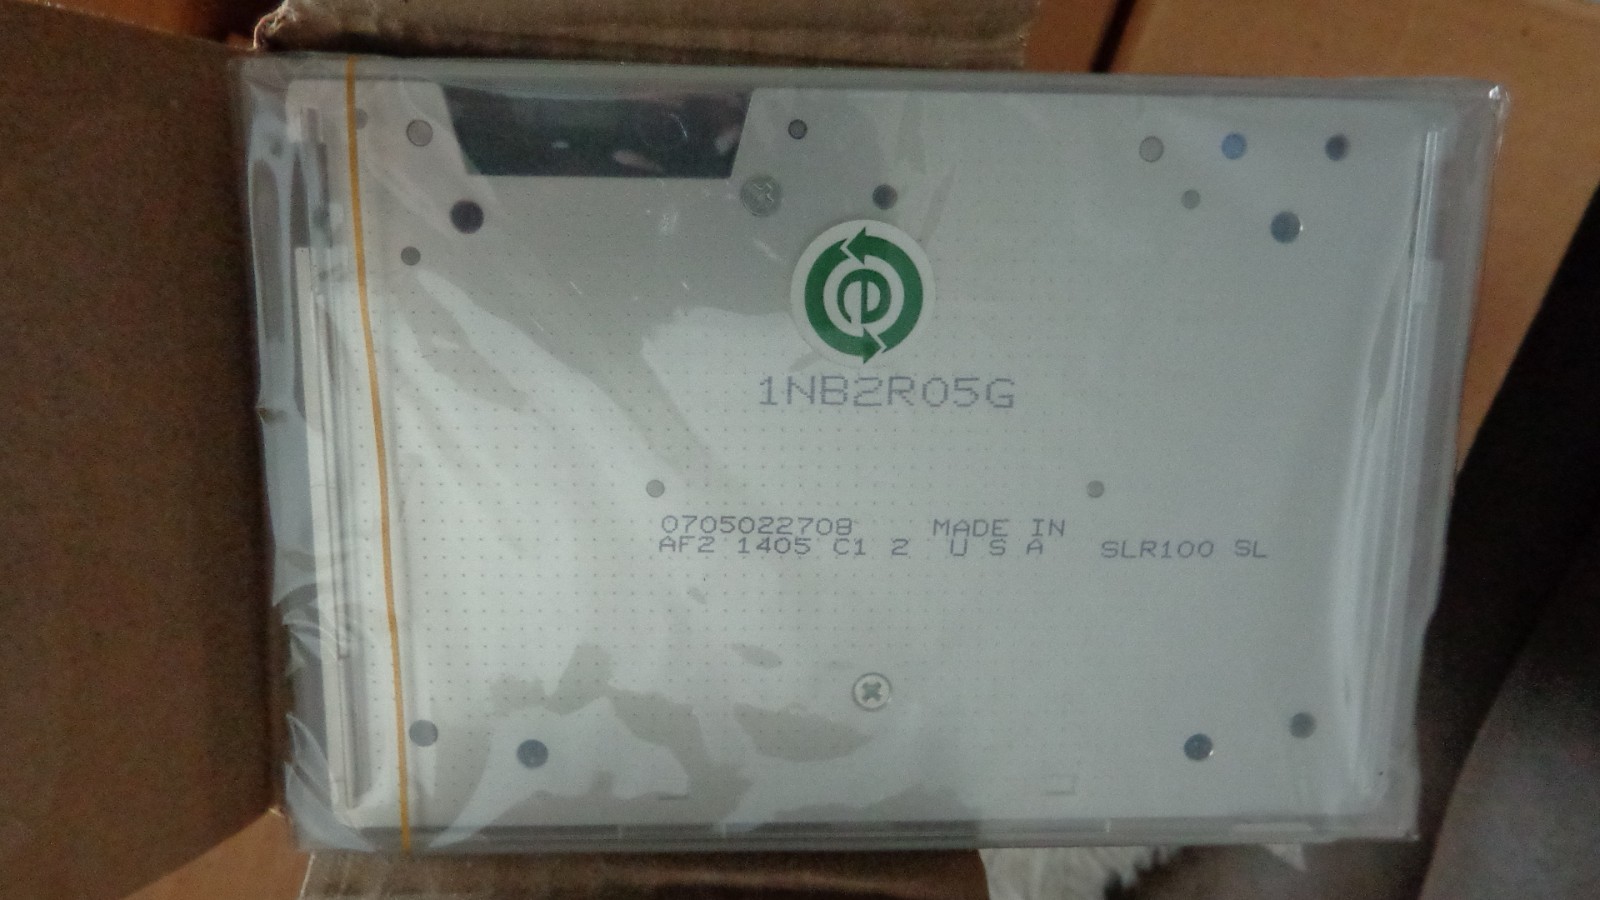 e
1NB2R05G
0705022708 MADE IN
AF2 1405 C1 2 U S A SLR100 SL